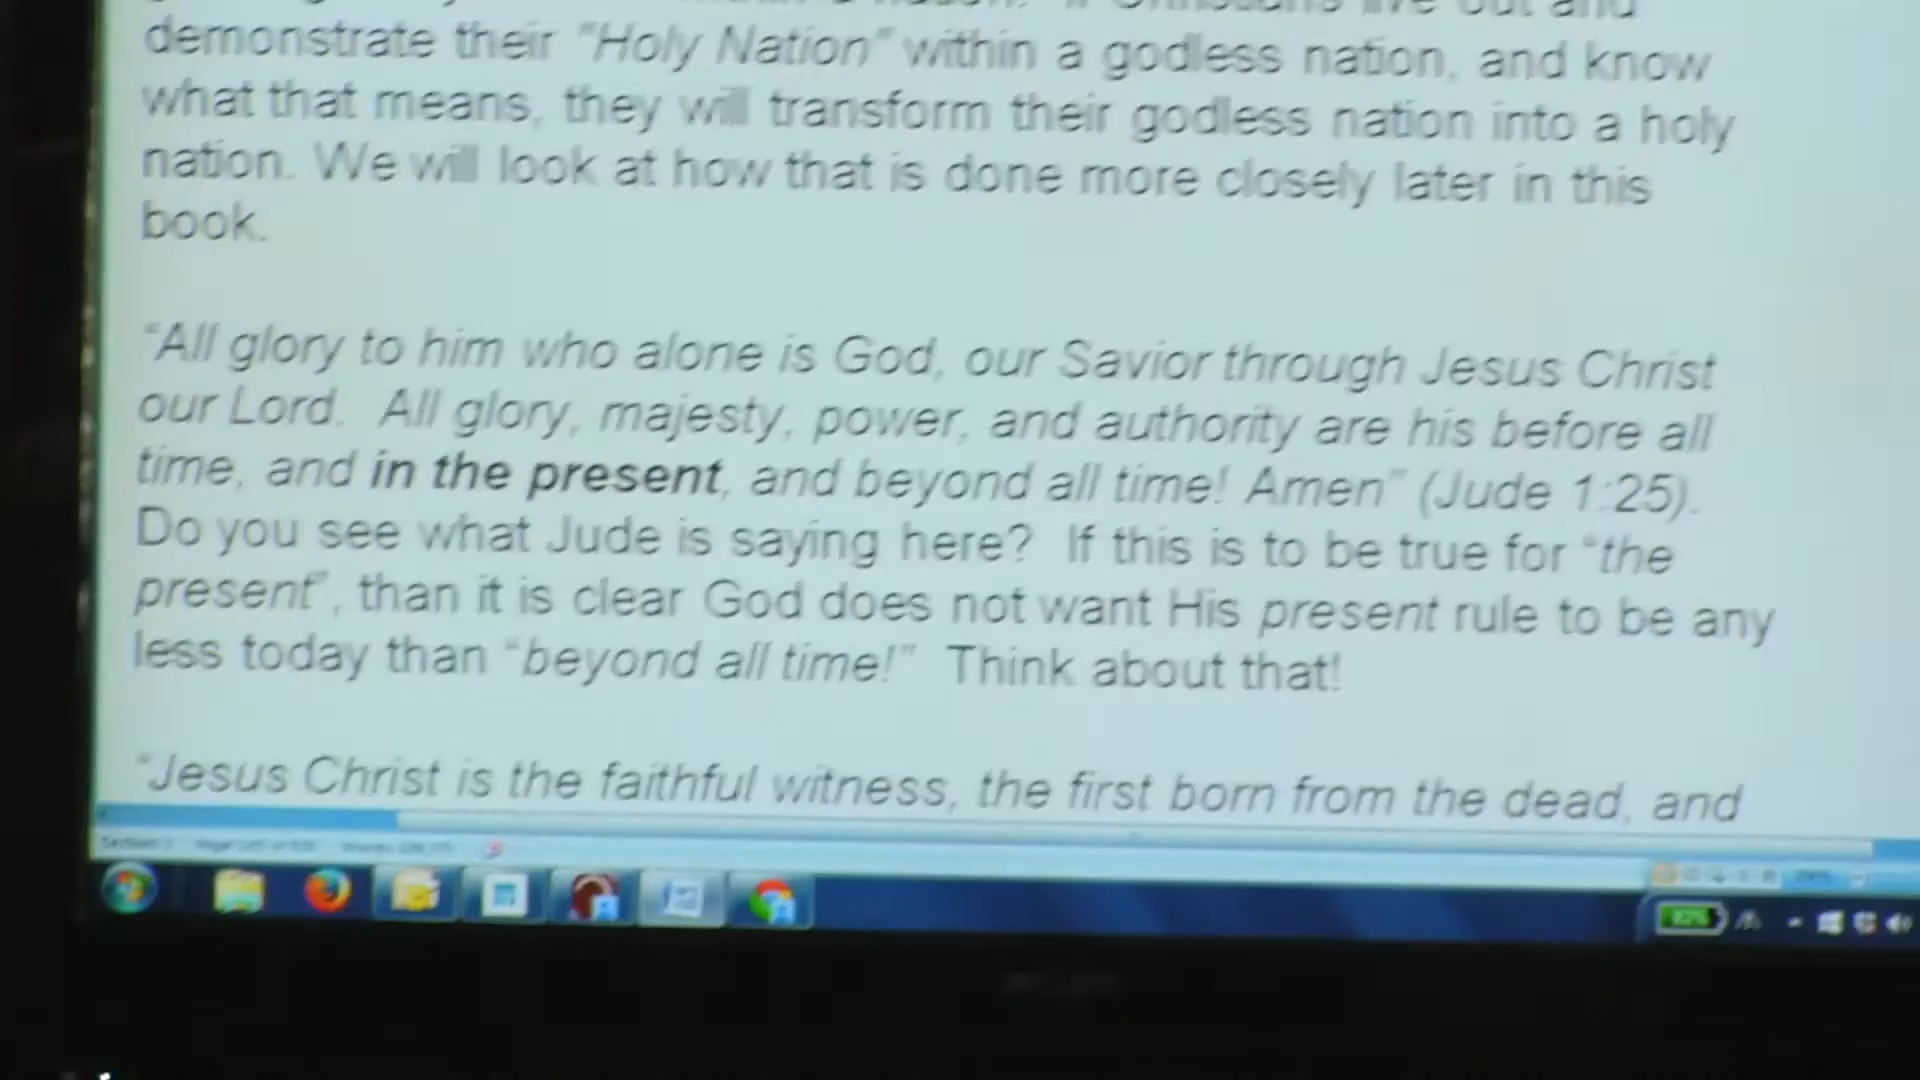 If Christians live out and
demonstrate their "Holy Nation" within a godless nation, and know
what that means, they will transform their godless nation into a holy
nation. We will look at how that is done more closely later in this
book.
"All glory to him who alone is God, our Savior through Jesus Christ
our Lord. All glory, majesty, power, and authority are his before all
time, and in the present, and beyond all time! Amen" (Jude 1:25).
Do you see what Jude is saying here? If this is to be true for "the
present", than it is clear God does not want His present rule to be any
less today than "beyond all time!" Think about that!
"Jesus Christ is the faithful witness, the first born from the dead, and